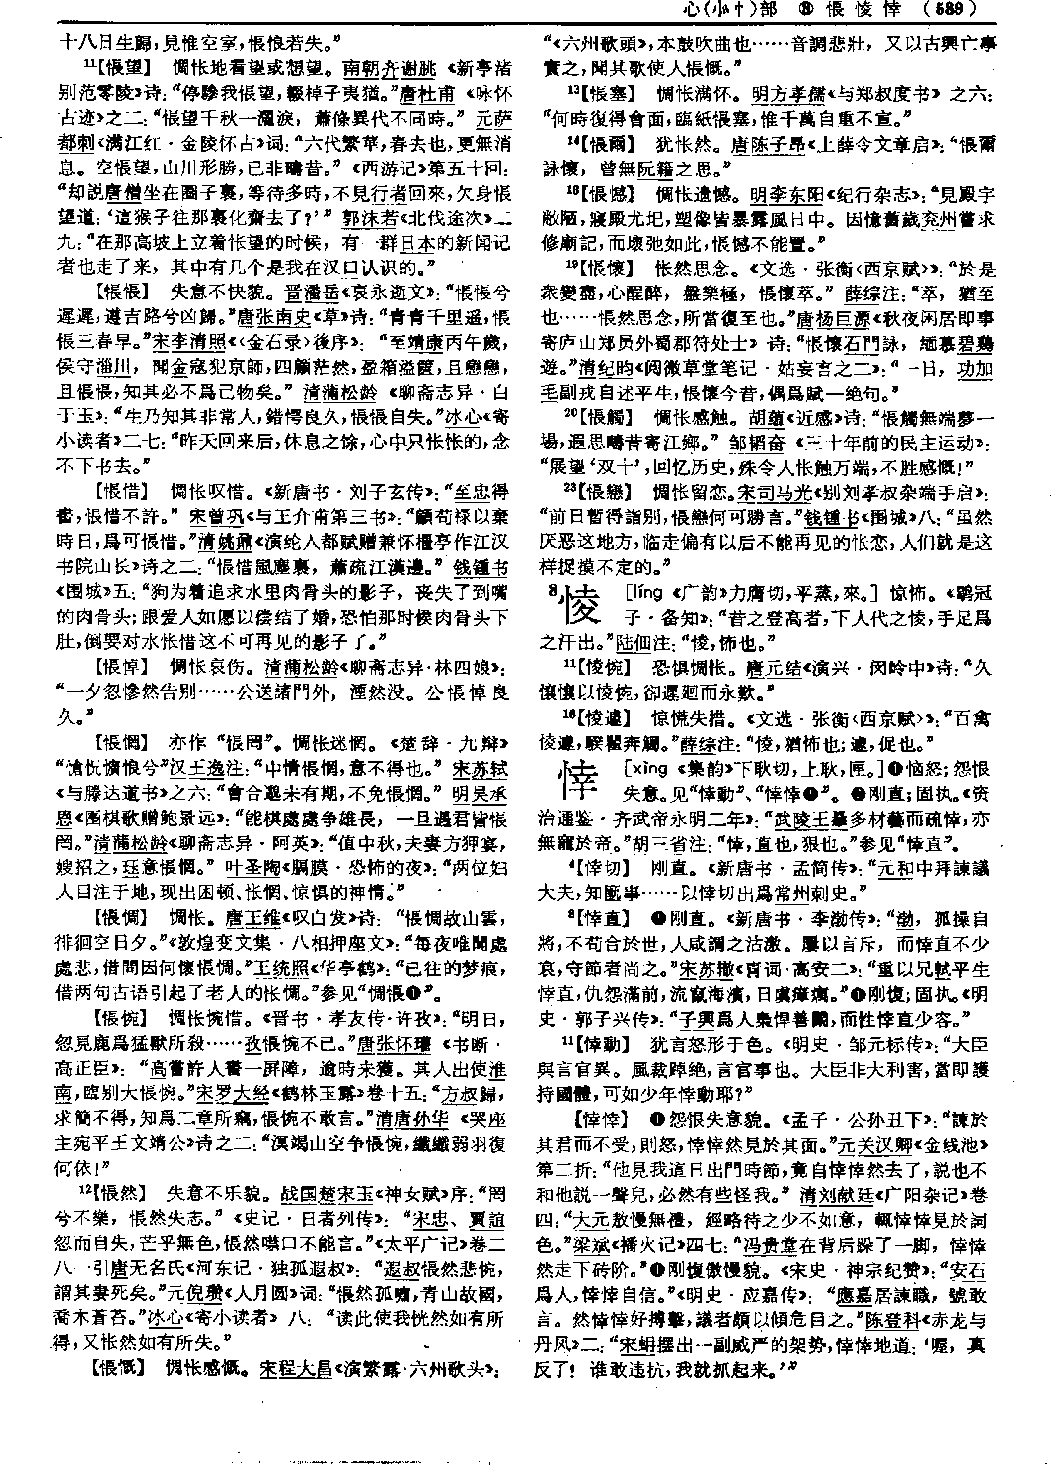 心(小忄)部 ⑧ 悵 㥄 悻 (589)
十八日生歸，見惟空室，悵悢若失。”
11【悵望】 惆怅地看望或想望。南朝齐谢朓《新亭渚
别范零陵》诗：“停驂我悵望，輟棹子夷猶。”唐杜甫《咏怀
古迹》之二：“悵望千秋一灑淚，蕭條異代不同時。”元萨
都剌《满江红·金陵怀古》词：“六代繁華，春去也，更無消
息。空悵望，山川形勝，已非疇昔。”《西游记》第五十回：
“却説唐僧坐在圈子裏，等待多時，不見行者回來，欠身悵
望道：‘這猴子往那裏化齋去了？’”郭沫若《北伐途次》二
九：“在那高坡上立着怅望的时候，有一群日本的新闻记
者也走了来，其中有几个是我在汉口认识的。”
【悵悵】 失意不快貌。晋潘岳《哀永逝文》：“悵悵兮
遲遲，遵吉路兮凶歸。”唐张南史《草》诗：“青青千里遥，悵
悵三春早。”宋李清照《〈金石录〉後序》：“至靖康丙午歲，
侯守淄川，聞金寇犯京師，四顧茫然，盈箱溢篋，且戀戀，
且悵悵，知其必不爲己物矣。”清蒲松龄《聊斋志异·白
于玉》：“生乃知其非常人，錯愕良久，悵悵自失。”冰心《寄
小读者》二七：“昨天回来后，休息之馀，心中只怅怅的，念
不下书去。”
【悵惜】 惆怅叹惜。《新唐书·刘子玄传》：“至忠得
書，悵惜不許。”宋曾巩《与王介甫第三书》：“顧苟禄以棄
時日，爲可悵惜。”清姚鼐《演纶人都赋赠兼怀櫃亭作江汉
书院山长》诗之二：“悵惜風塵裏，蕭疏江漢邊。”钱锺书
《围城》五：“狗为着追求水里肉骨头的影子，丧失了到嘴
的肉骨头；跟爱人如愿以偿结了婚，恐怕那时候肉骨头下
肚，倒要对水怅惜这不可再见的影子了。”
【悵悼】 惆怅哀伤。清蒲松龄《聊斋志异·林四娘》：
“一夕忽慘然告别……公送諸門外，湮然没。公悵悼良
久。”
【悵惘】 亦作“悵罔”。惆怅迷惘。《楚辞·九辩》
“愴怳懭悢兮”汉王逸注：“中情悵惘，意不得也。”宋苏轼
《与滕达道书》之六：“會合邈未有期，不免悵惘。”明吴承
恩《围棋歌赠鲍景远》：“能棋處處争雄長，一旦遇君皆悵
罔。”清蒲松龄《聊斋志异·阿英》：“值中秋，夫妻方狎宴，
嫂招之，珏意悵惘。”叶圣陶《隔膜·恐怖的夜》：“两位妇
人目注于地，现出困顿、怅惘、惊惧的神情。”
【悵惆】 惆怅。唐王维《叹白发》诗：“悵惆故山雲，
徘徊空日夕。”《敦煌变文集·八相押座文》：“每夜唯聞處
處悲，借問因何懷悵惆。”王统照《华亭鹤》：“已往的梦痕，
借两句古语引起了老人的怅惆。”参见“惆悵❶”。
【悵惋】 惆怅惋惜。《晋书·孝友传·许孜》：“明日，
忽見鹿爲猛獸所殺……孜悵惋不已。”唐张怀瓘《书断·
高正臣》：“高嘗許人書一屏障，逾時未獲。其人出使淮
南，臨别大悵惋。”宋罗大经《鹤林玉露》卷十五：“方叔歸，
求簡不得，知爲二章所竊，悵惋不敢言。”清唐孙华《哭座
主宛平王文靖公》诗之二：“溟竭山空争悵惋，纖纖弱羽復
何依！”
12【悵然】 失意不乐貌。战国楚宋玉《神女赋》序：“罔
兮不樂，悵然失志。”《史记·日者列传》：“宋忠、賈誼
忽而自失，芒乎無色，悵然噤口不能言。”《太平广记》卷二
八一引唐无名氏《河东记·独孤遐叔》：“遐叔悵然悲惋，
謂其妻死矣。”元倪瓒《人月圆》词：“悵然孤嘯，青山故國，
喬木蒼苔。”冰心《寄小读者》八：“读此使我恍然如有所
得，又怅然如有所失。”
【悵慨】 惆怅感慨。宋程大昌《演繁露·六州歌头》：
“《六州歌頭》，本鼓吹曲也……音調悲壯，又以古興亡事
實之，聞其歌使人悵慨。”
13【悵塞】 惆怅满怀。明方孝孺《与郑叔度书》之六：
“何時復得會面，臨紙悵塞，惟千萬自重不宣。”
14【悵爾】 犹怅然。唐陈子昂《上薛令文章启》：“悵爾
詠懷，曾無阮籍之思。”
16【悵憾】 惆怅遗憾。明李东阳《纪行杂志》：“見殿宇
敝陋，寢殿尤圮，塑像皆暴露風日中。因憶舊歲兖州嘗求
修廟記，而壞弛如此，悵憾不能置。”
19【悵懷】 怅然思念。《文选·张衡〈西京赋〉》：“於是
衆變盡，心酲醉，盤樂極，悵懷萃。”薛综注：“萃，猶至
也……悵然思念，所當復至也。”唐杨巨源《秋夜闲居即事
寄庐山郑员外蜀郡符处士》诗：“悵懷石門詠，緬慕碧鷄
遊。”清纪昀《阅微草堂笔记·姑妄言之二》：“一日，功加
毛副戎自述平生，悵懷今昔，偶爲賦一絶句。”
20【悵觸】 惆怅感触。胡蕴《近感》诗：“悵觸無端夢一
場，遐思疇昔寄江鄉。”邹韬奋《三十年前的民主运动》：
“展望‘双十’，回忆历史，殊令人怅触万端，不胜感慨！”
23【悵戀】 惆怅留恋。宋司马光《别刘孝叔杂端手启》：
“前日暫得詣别，悵戀何可勝言。”钱锺书《围城》八：“虽然
厌恶这地方，临走偏有以后不能再见的怅恋，人们就是这
样捉摸不定的。”
8㥄 [líng《广韵》力膺切，平蒸，來。] 惊怖。《鹖冠
子·备知》：“昔之登高者，下人代之㥄，手足爲
之汗出。”陆佃注：“㥄，怖也。”
11【㥄惋】 恐惧惆怅。唐元结《演兴·闵岭中》诗：“久
懷懷以㥄惋，卻遲迴而永歎。”
16【㥄遽】 惊慌失措。《文选·张衡〈西京赋〉》：“百禽
㥄遽，騤瞿奔觸。”薛综注：“㥄，猶怖也；遽，促也。”
悻 [xìng《集韵》下耿切，上耿，匣。] ❶恼怒；怨恨
失意。见“悻動”、“悻悻❶”。❷刚直；固执。《资
治通鉴·齐武帝永明二年》：“武陵王曅多材藝而疏悻，亦
無寵於帝。”胡三省注：“悻，直也，狠也。”参见“悻直”。
4【悻切】 刚直。《新唐书·孟简传》：“元和中拜諫議
大夫，知匭事……以悻切出爲常州刺史。”
8【悻直】 ❶刚直。《新唐书·李渤传》：“渤，孤操自
將，不苟合於世，人咸謂之沽激。屢以言斥，而悻直不少
衰，守節者尚之。”宋苏辙《青词·高安二》：“重以兄軾平生
悻直，仇怨滿前，流竄海濱，日虞瘴癘。”❷刚愎；固执。《明
史·郭子兴传》：“子興爲人梟悍善鬭，而性悻直少容。”
11【悻動】 犹言怒形于色。《明史·邹元标传》：“大臣
與言官異。風裁踔绝，言官事也。大臣非大利害，當即護
持國體，可如少年悻動耶？”
【悻悻】 ❶怨恨失意貌。《孟子·公孙丑下》：“諫於
其君而不受，則怒，悻悻然見於其面。”元关汉卿《金线池》
第二折：“他見我這日出門時節，竟自悻悻然去了，説也不
和他説一聲兒，必然有些怪我。”清刘献廷《广阳杂记》卷
四：“大元敖慢無禮，經略待之少不如意，輒悻悻見於詞
色。”梁斌《播火记》四七：“冯贵堂在背后跺了一脚，悻悻
然走下砖阶。”❷刚愎傲慢貌。《宋史·神宗纪赞》：“安石
爲人，悻悻自信。”《明史·应嘉传》：“應嘉居諫職，號敢
言。然悻悻好搏擊，議者頗以傾危目之。”陈登科《赤龙与
丹凤》二：“宋蛸摆出一副威严的架势，悻悻地道：‘喔，真
反了！谁敢违抗，我就抓起来。’”